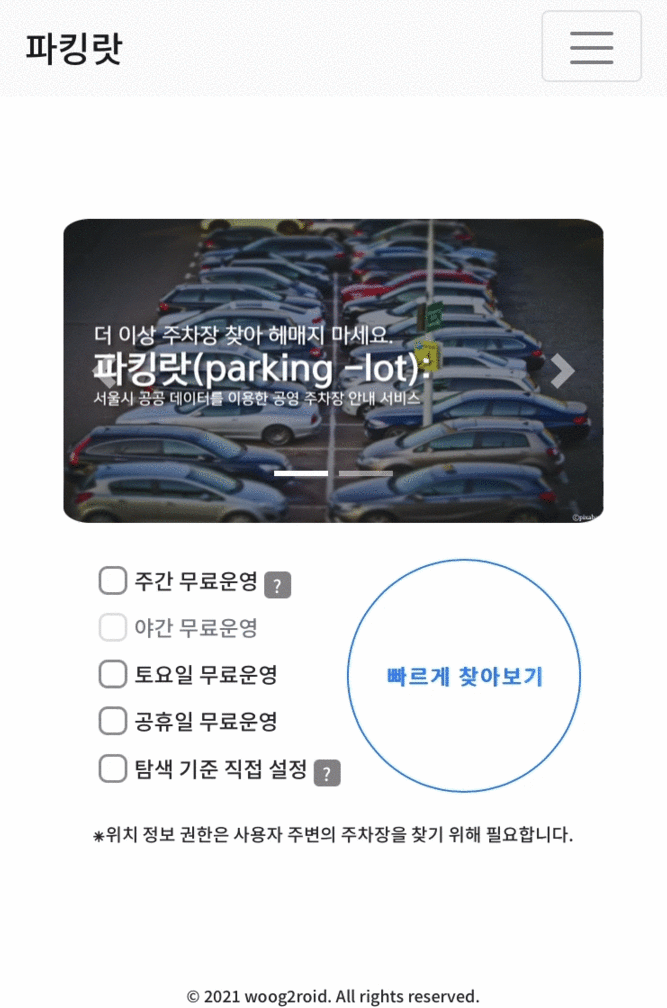 파킹랏
더 이상 주차장 찾아 헤매지 마세요.
파킹랏(parking -lot):
서울시 공공 데이터를 이용한 공영 주차장 안내 서비스
주간 무료운영 ?
야간 무료운영
토요일 무료운영
공휴일 무료운영
탐색 기준 직접 설정 ?
빠르게 찾아보기
*위치 정보 권한은 사용자 주변의 주차장을 찾기 위해 필요합니다.
© 2021 woog2roid. All rights reserved.